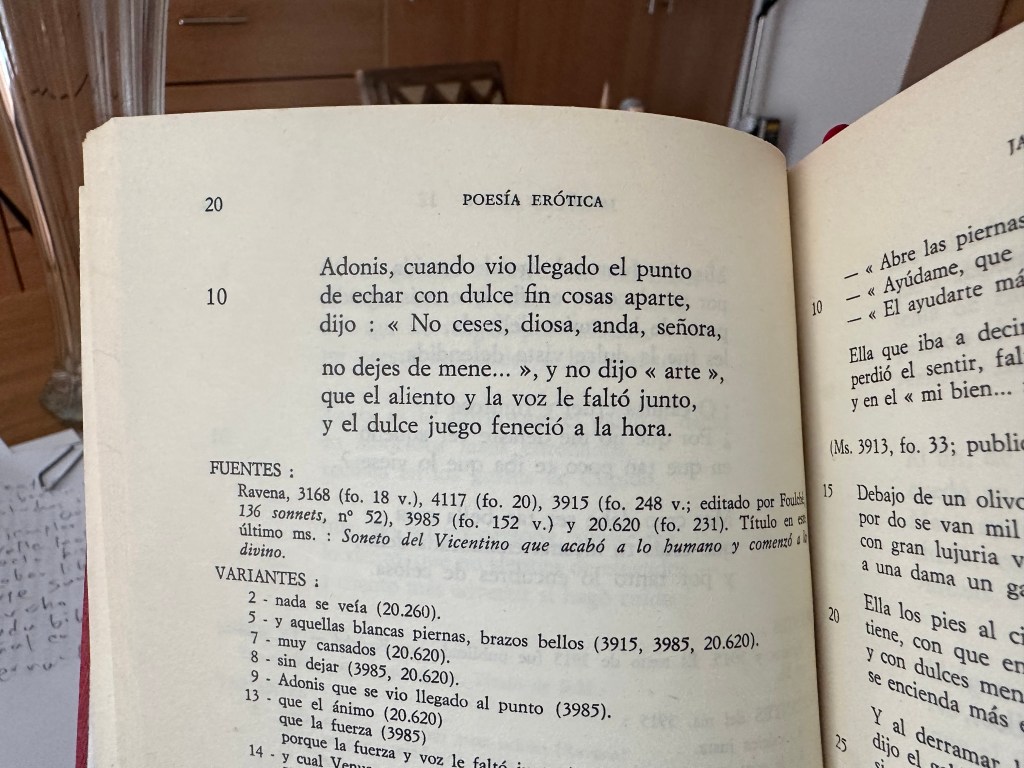 20
POESÍA ERÓTICA
Adonis, cuando vio llegado el punto
10 de echar con dulce fin cosas aparte,
dijo : « No ceses, diosa, anda, señora,
no dejes de mene... », y no dijo « arte »,
que el aliento y la voz le faltó junto,
y el dulce juego feneció a la hora.
FUENTES :
Ravena, 3168 (fo. 18 v.), 4117 (fo. 20), 3915 (fo. 248 v.; editado por
136 sonnets, nº 52), 3985 (fo. 152 v.) y 20.620 (fo. 231). Título en
último ms. : Soneto del Vicentino que acabó a lo humano y comenzó a
divino.
VARIANTES :
2 - nada se veía (20.260).
5 - y aquellas blancas piernas, brazos bellos (3915, 3985, 20.620).
7 - muy cansados (20.620).
8 - sin dejar (3985, 20.620).
9 - Adonis que se vio llegado al punto (3985).
13 - que el ánimo (20.620)
que la fuerza (3985)
porque la fuerza y voz le faltó
14 - y cual
— « Abre las piernas
10 — « Ayúdame, que
— « El ayudarte
Ella que iba a
perdió el sentir,
y en el « mi bien...
(Ms. 3913, fo. 33;
15 Debajo de un olivo
por do se van mil
con gran lujuria
a una dama un
20 Ella los pies al
tiene, con que
y con dulces
se encienda más
Y al derramar
25 dijo el